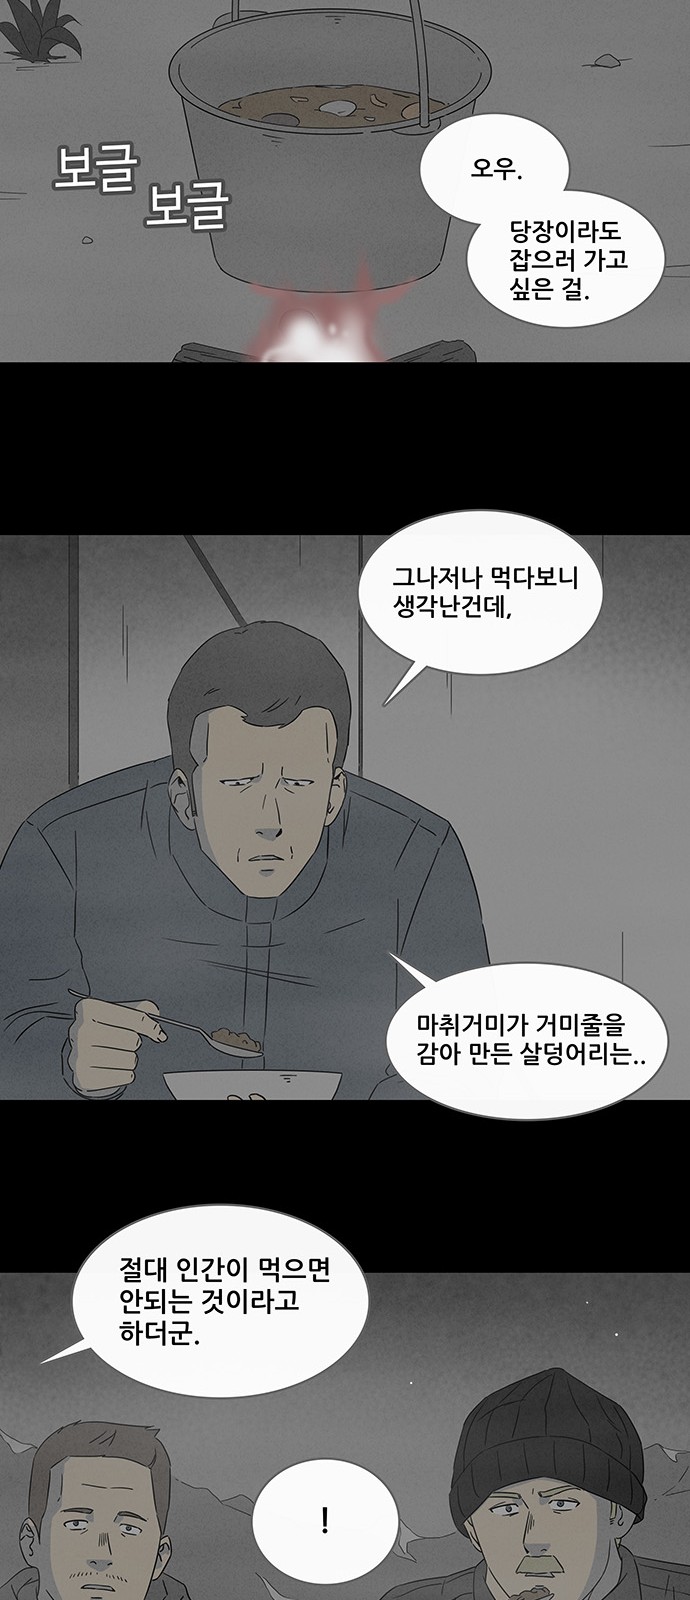 보글
보글
오우.
당장이라도
잡으러 가고
싶은 걸.
그나저나 먹다보니
생각난건데,
마취거미가 거미줄을
감아 만든 살덩어리는..
절대 인간이 먹으면
안되는 것이라고
하더군.
!